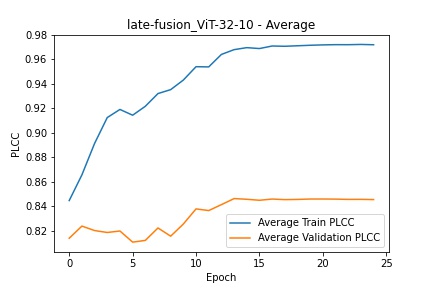 late-fusion_ViT-32-10 - Average
0.98
0.96
0.94
0.92
0.90
0.88
0.86
0.84
0.82
PLCC
Average Train PLCC
Average Validation PLCC
0 5 10 15 20 25
Epoch